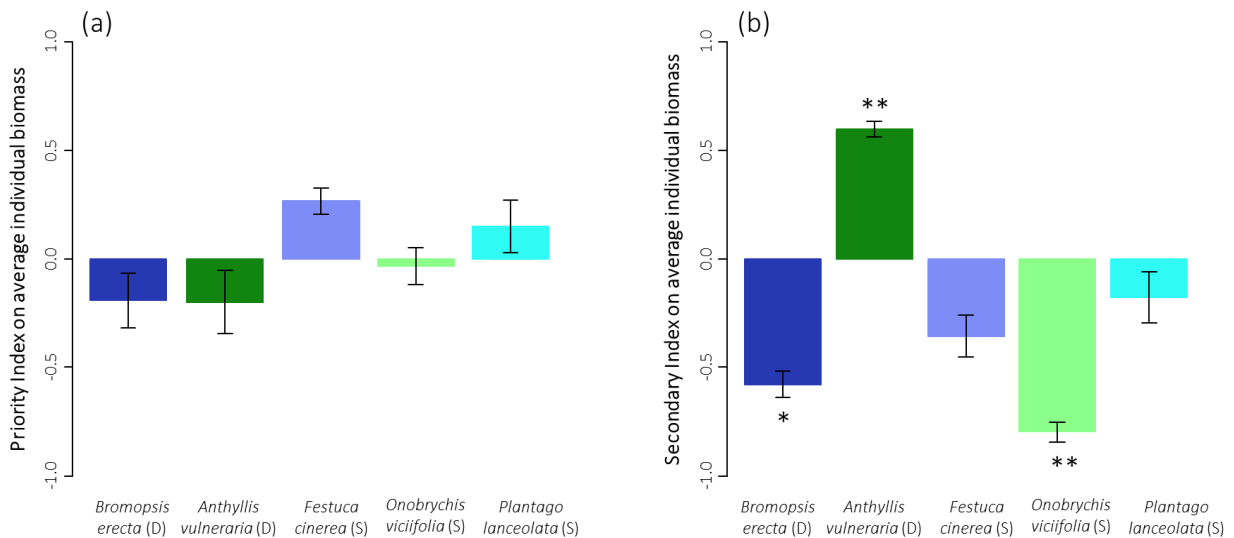 (a)
Priority Index on average individual biomass
1.0
0.5
0.0
-0.5
-1.0
Bromopsis
erecta (D)
Anthyllis
vulneraria (D)
Festuca
cinerea (S)
Onobrychis
viciifolia (S)
Plantago
lanceolata (S)
(b)
Secondary Index on average individual biomass
1.0
0.5
0.0
-0.5
-1.0
**
*
**
Bromopsis
erecta (D)
Anthyllis
vulneraria (D)
Festuca
cinerea (S)
Onobrychis
viciifolia (S)
Plantago
lanceolata (S)